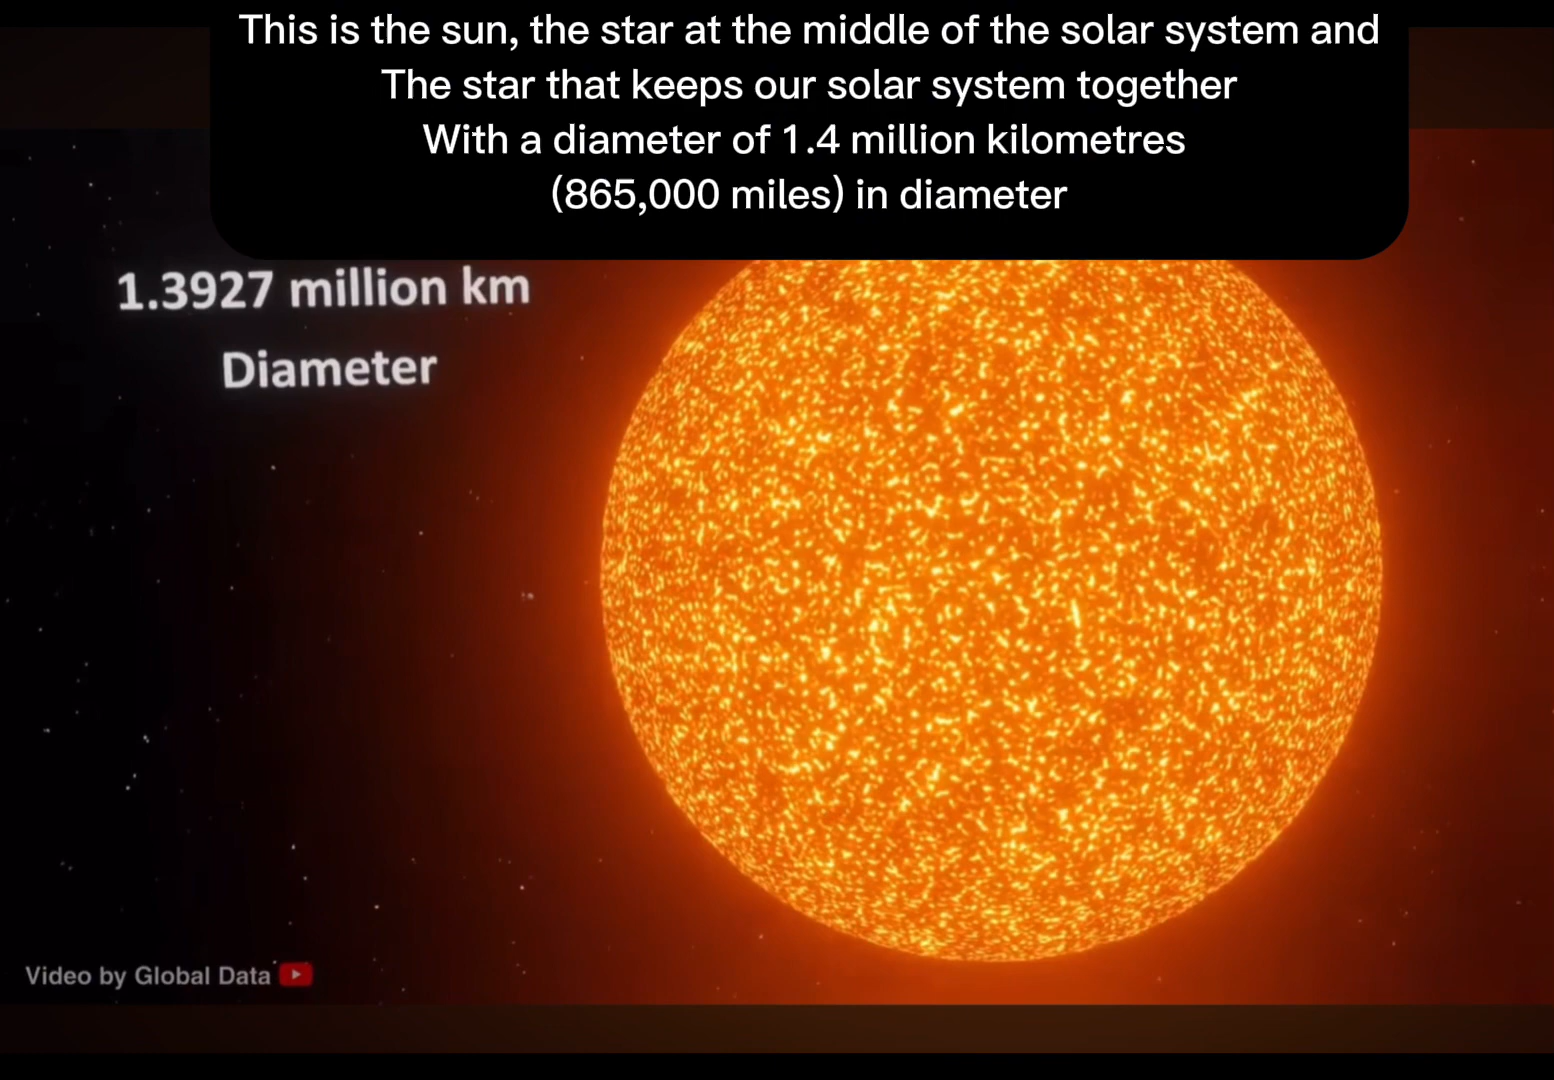 This is the sun, the star at the middle of the solar system and
The star that keeps our solar system together
With a diameter of 1.4 million kilometres
(865,000 miles) in diameter
1.3927 million km
Diameter
Video by Global Data